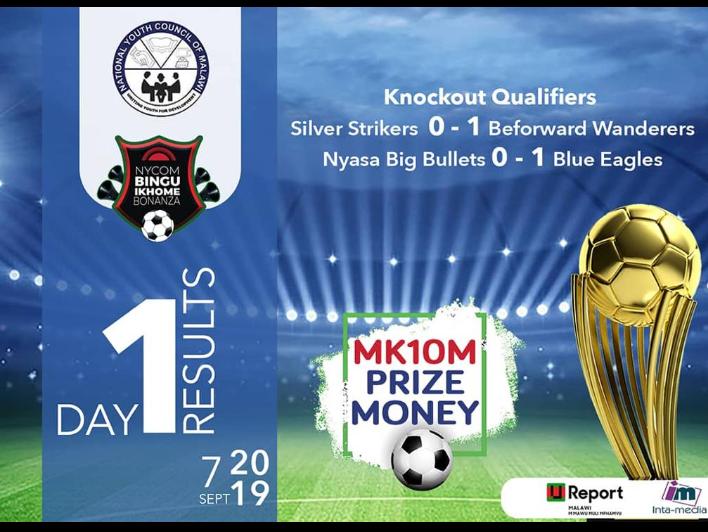 NATIONAL YOUTH COUNCIL OF MALAWI
UNITING YOUTH FOR DEVELOPMENT
NYCOM
BINGU
IKHOME
BONANZA
DAY 1 RESULTS
7 SEPT 2019
Knockout Qualifiers
Silver Strikers 0 - 1 Beforward Wanderers
Nyasa Big Bullets 0 - 1 Blue Eagles
MK10M
PRIZE
MONEY
Report
MALAWI
im
Inta-media